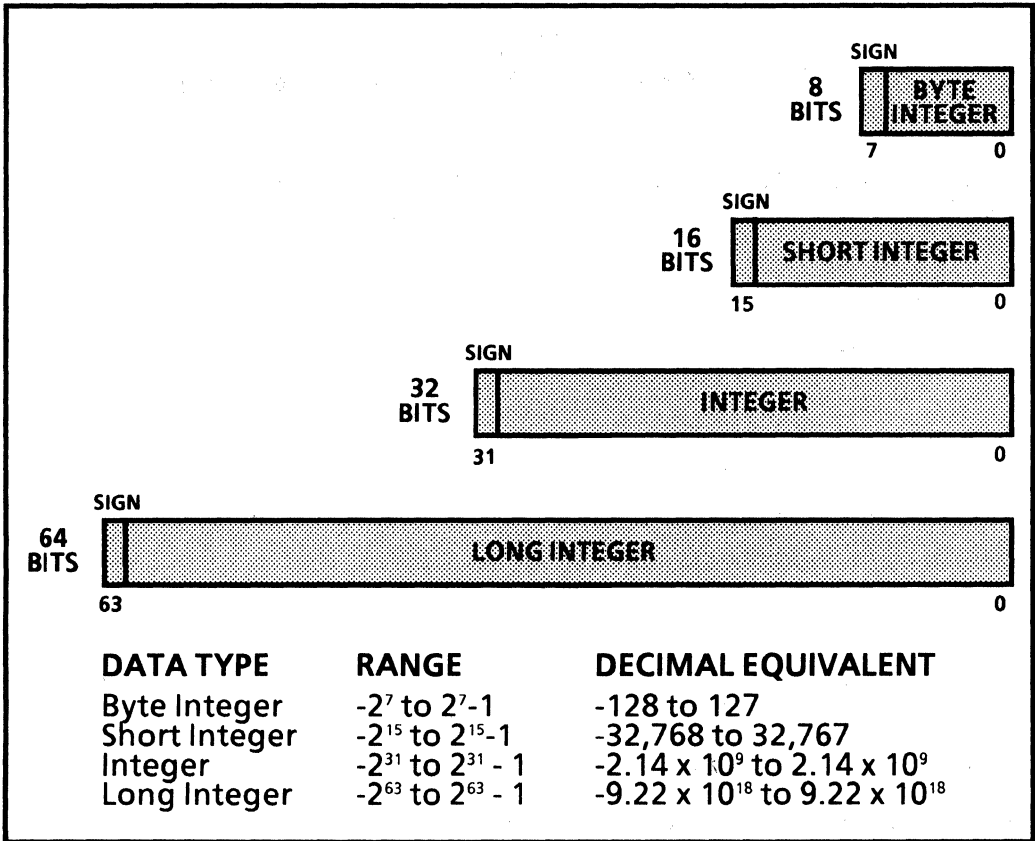 SIGN
8
BITS
BYTE
INTEGER
7 0
SIGN
16
BITS
SHORT INTEGER
15 0
SIGN
32
BITS
INTEGER
31 0
SIGN
64
BITS
LONG INTEGER
63 0
DATA TYPE RANGE DECIMAL EQUIVALENT
Byte Integer -2⁷ to 2⁷-1 -128 to 127
Short Integer -2¹⁵ to 2¹⁵-1 -32,768 to 32,767
Integer -2³¹ to 2³¹ - 1 -2.14 x 10⁹ to 2.14 x 10⁹
Long Integer -2⁶³ to 2⁶³ - 1 -9.22 x 10¹⁸ to 9.22 x 10¹⁸